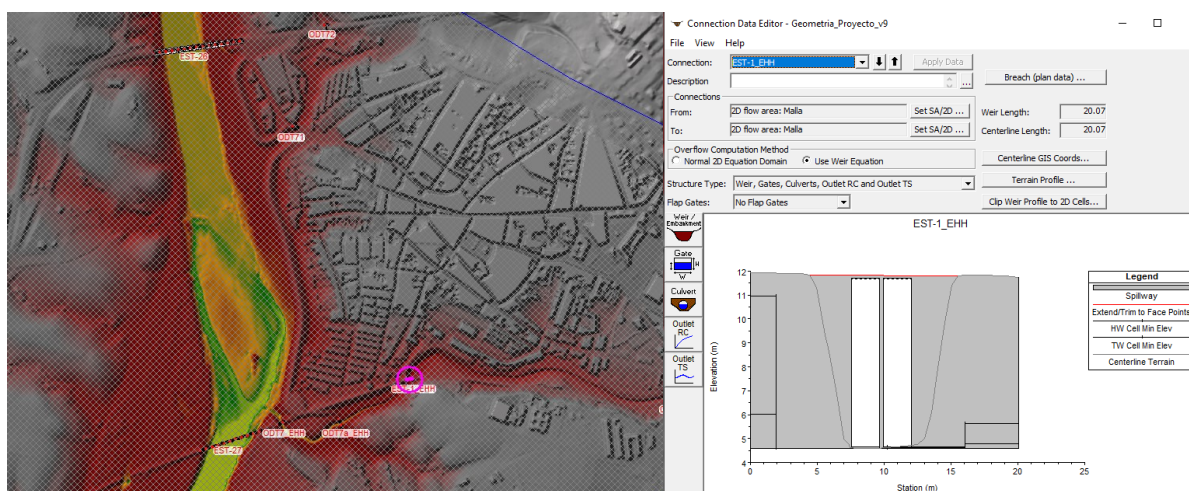 ODT72
EST-26
ODT71
EST-1_EHH
ODT7_EHH
ODT7a_EHH
EST-27
Connection Data Editor - Geometria_Proyecto_v9
File View Help
Connection: EST-1_EHH Apply Data
Description ... Breach (plan data) ...
Connections
From: 2D flow area: Malla Set SA/2D ... Weir Length: 20.07
To: 2D flow area: Malla Set SA/2D ... Centerline Length: 20.07
Overflow Computation Method
Normal 2D Equation Domain Use Weir Equation Centerline GIS Coords...
Structure Type: Weir, Gates, Culverts, Outlet RC and Outlet TS Terrain Profile ...
Flap Gates: No Flap Gates Clip Weir Profile to 2D Cells...
Weir /
Embankment
Gate
H
W
Culvert
Outlet
RC
Outlet
TS
EST-1_EHH
12
11
10
9
8
7
6
5
4
0 5 10 15 20 25
Elevation (m)
Station (m)
Legend
Spillway
Extend/Trim to Face Points
HW Cell Min Elev
TW Cell Min Elev
Centerline Terrain